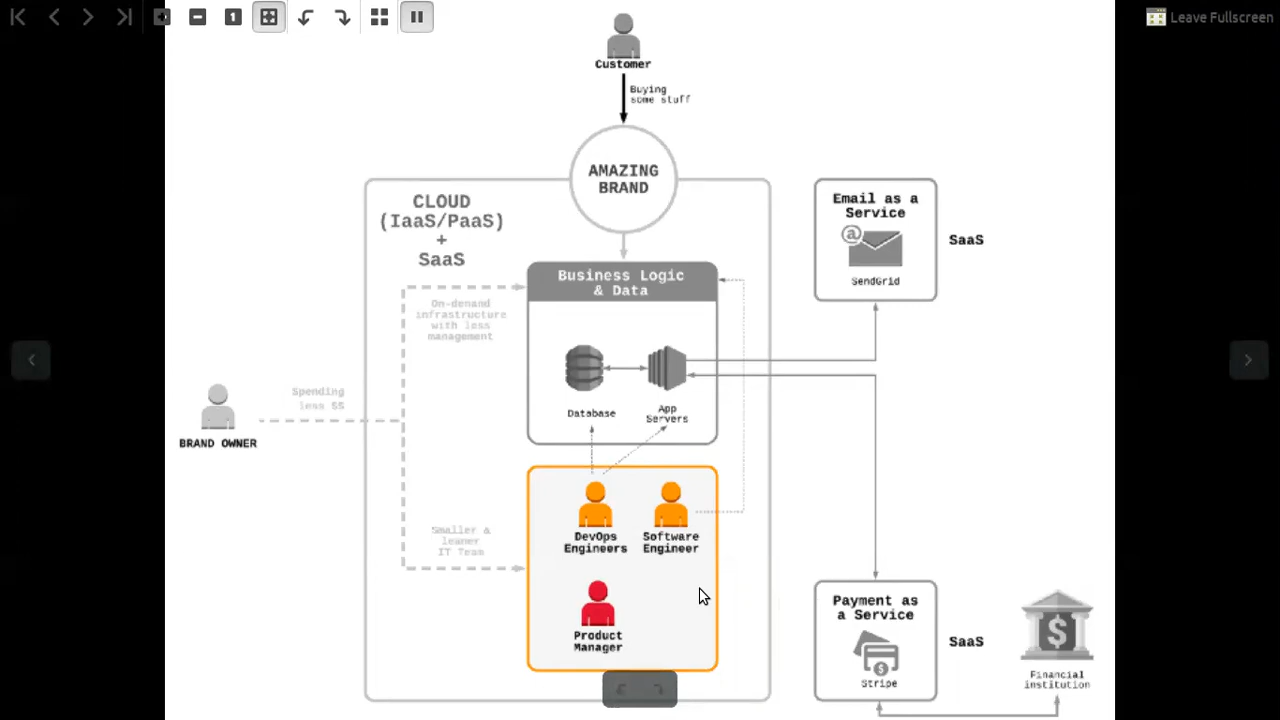 1
Leave Fullscreen
Customer
Buying
some stuff
AMAZING
BRAND
CLOUD
(IaaS/PaaS)
+
SaaS
Business Logic
& Data
On-demand
infrastructure
with less
management
Database
App
Servers
Spending
less $$
BRAND OWNER
Smaller &
leaner
IT Team
DevOps
Engineers
Software
Engineer
Product
Manager
Email as a
Service
@
SendGrid
SaaS
Payment as
a Service
$
Stripe
SaaS
$
Financial
institution